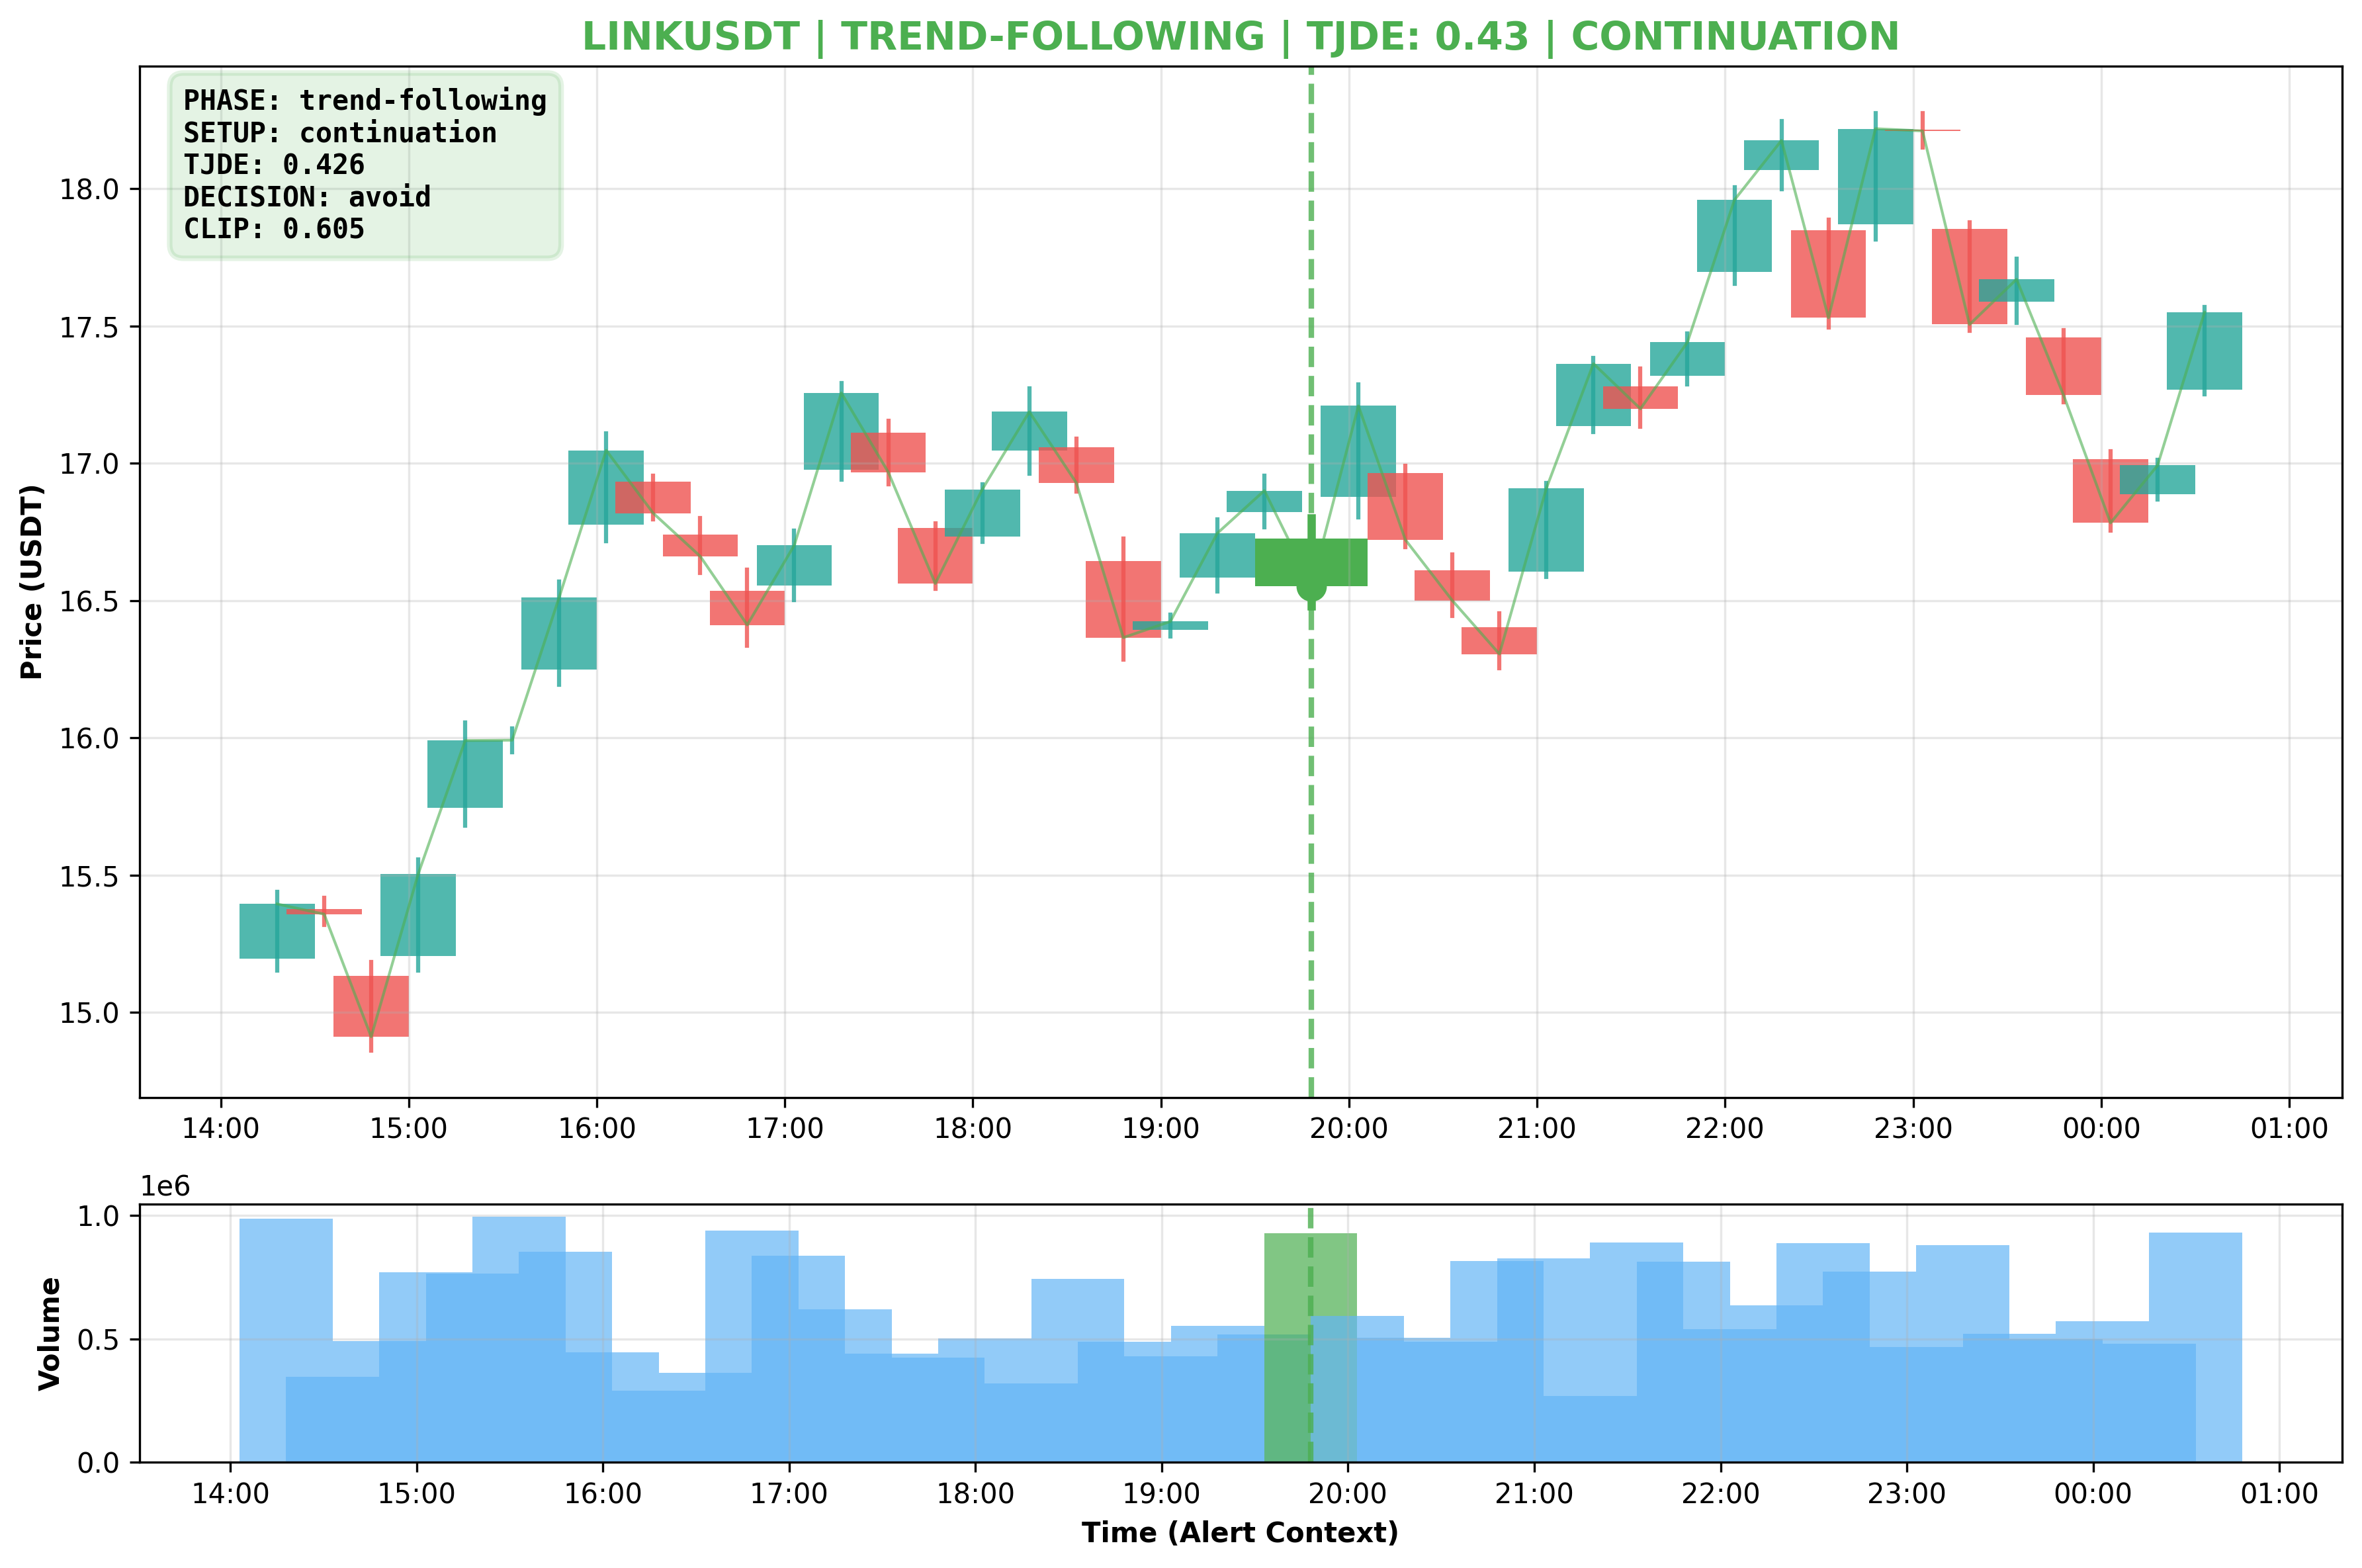 LINKUSDT | TREND-FOLLOWING | TJDE: 0.43 | CONTINUATION
PHASE: trend-following
SETUP: continuation
TJDE: 0.426
DECISION: avoid
CLIP: 0.605
Price (USDT)
18.0
17.5
17.0
16.5
16.0
15.5
15.0
14:00 15:00 16:00 17:00 18:00 19:00 20:00 21:00 22:00 23:00 00:00 01:00
1e6
Volume
1.0
0.5
0.0
14:00 15:00 16:00 17:00 18:00 19:00 20:00 21:00 22:00 23:00 00:00 01:00
Time (Alert Context)